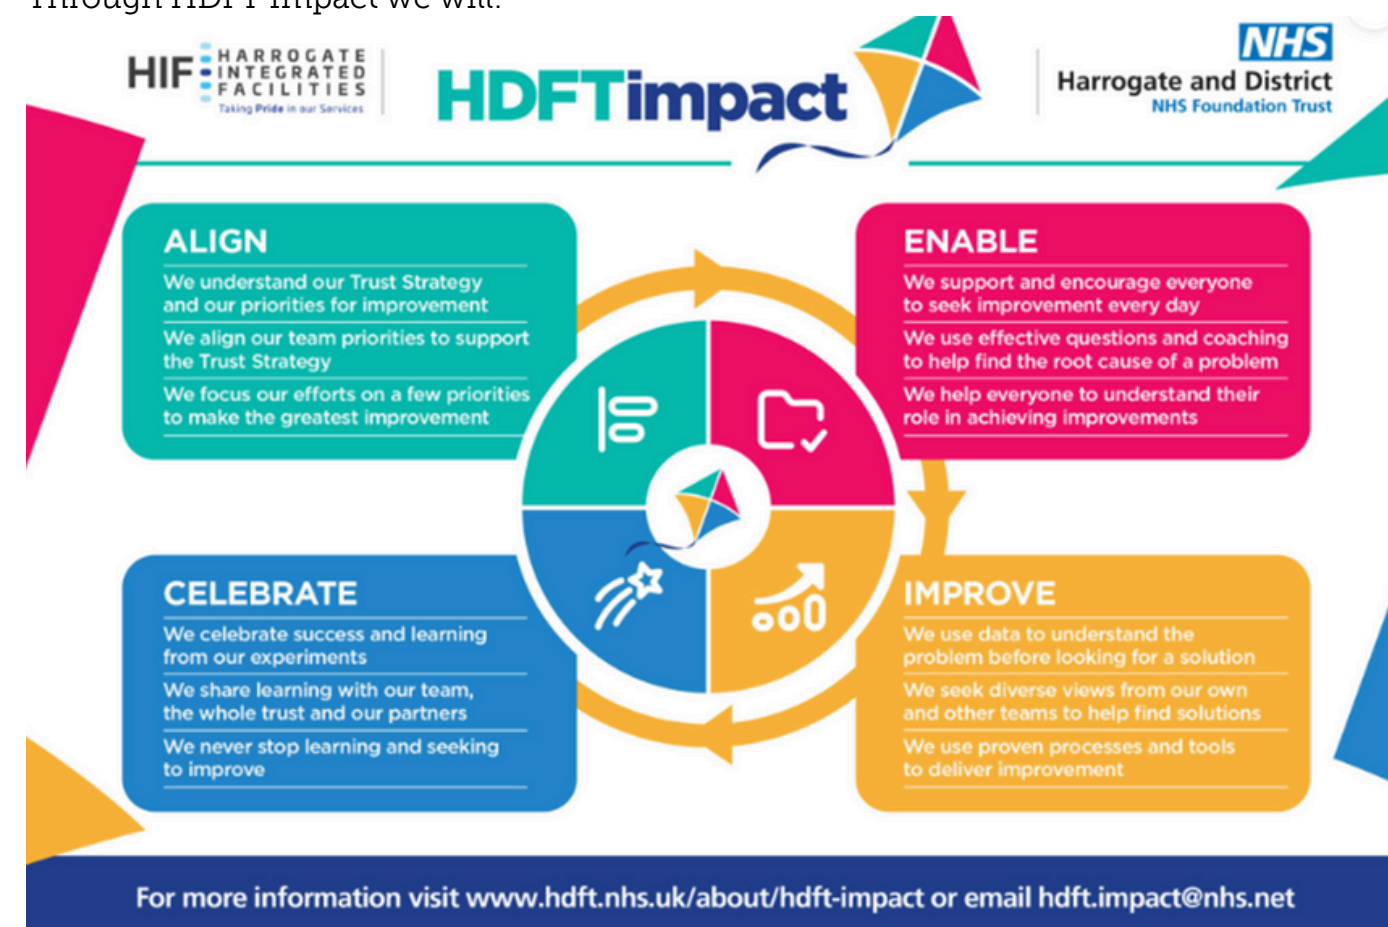 Through HDFT Impact we will:
HIF HARROGATE
INTEGRATED
FACILITIES
Taking Pride in our Services
HDFTimpact
NHS
Harrogate and District
NHS Foundation Trust
ALIGN
We understand our Trust Strategy
and our priorities for improvement
We align our team priorities to support
the Trust Strategy
We focus our efforts on a few priorities
to make the greatest improvement
ENABLE
We support and encourage everyone
to seek improvement every day
We use effective questions and coaching
to help find the root cause of a problem
We help everyone to understand their
role in achieving improvements
CELEBRATE
We celebrate success and learning
from our experiments
We share learning with our team,
the whole trust and our partners
We never stop learning and seeking
to improve
IMPROVE
We use data to understand the
problem before looking for a solution
We seek diverse views from our own
and other teams to help find solutions
We use proven processes and tools
to deliver improvement
For more information visit www.hdft.nhs.uk/about/hdft-impact or email hdft.impact@nhs.net